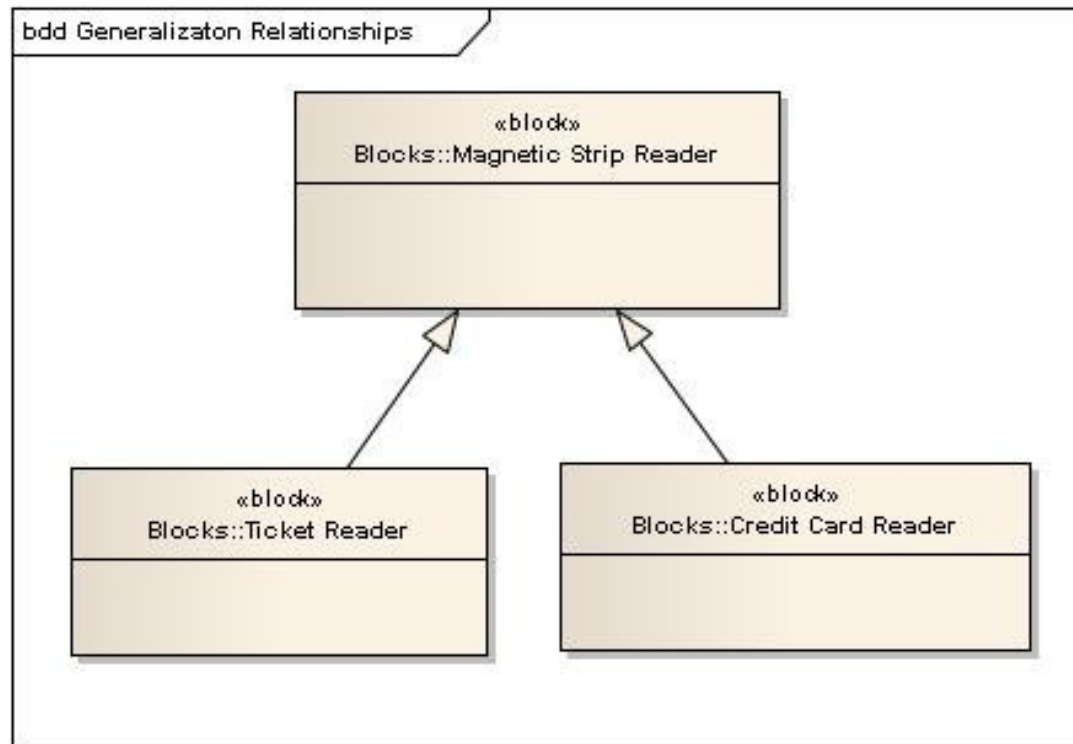 bdd Generalizaton Relationships
«block»
Blocks::Magnetic Strip Reader
«block»
Blocks::Ticket Reader
«block»
Blocks::Credit Card Reader